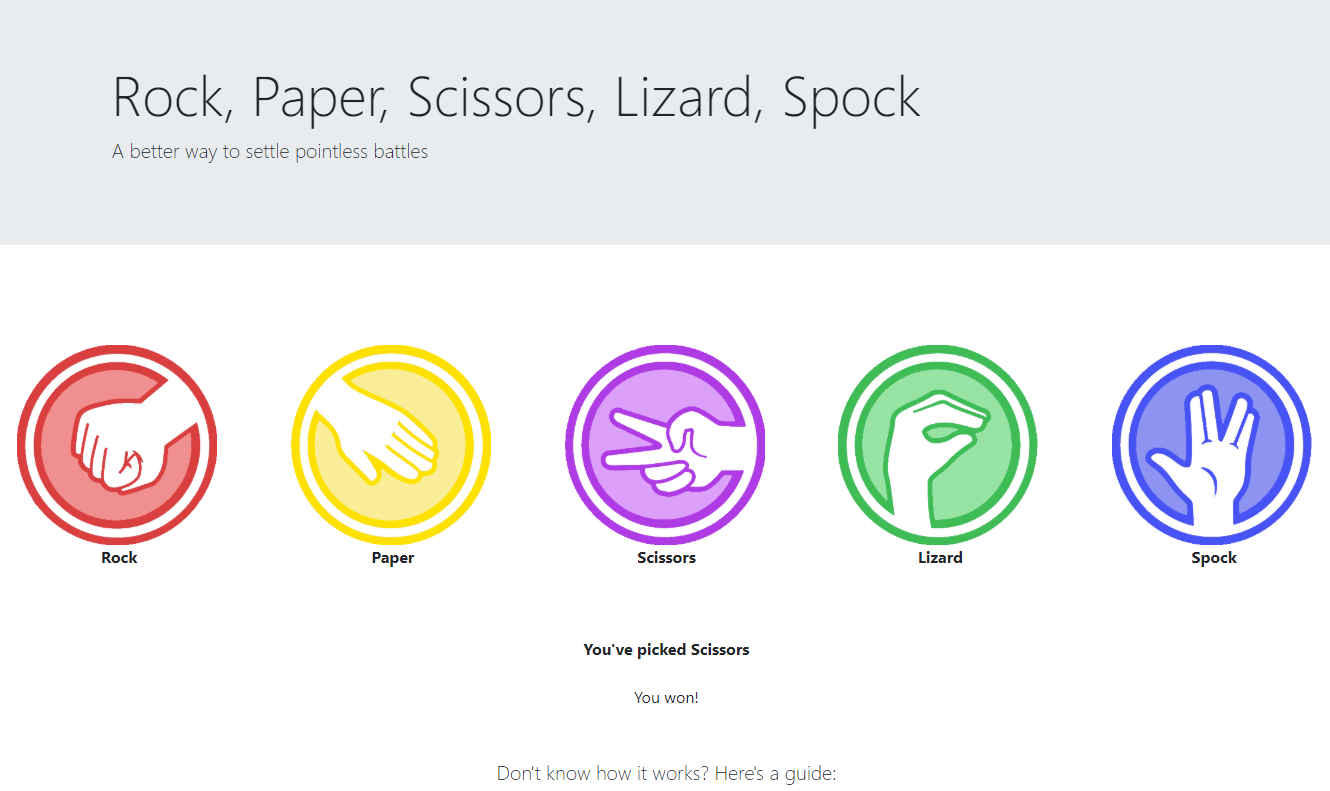 Rock, Paper, Scissors, Lizard, Spock
A better way to settle pointless battles
Rock
Paper
Scissors
Lizard
Spock
You've picked Scissors
You won!
Don't know how it works? Here's a guide: